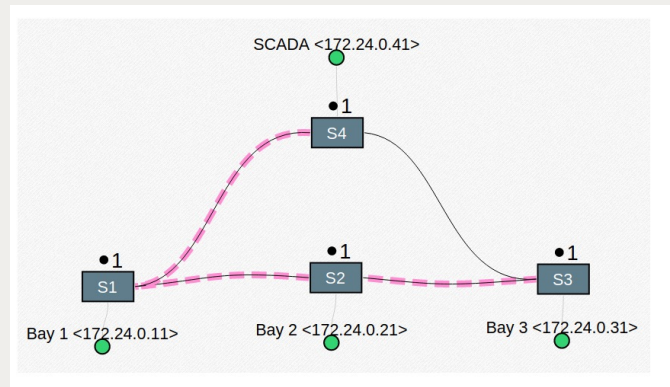 SCADA <172.24.0.41>
1
S4
1
S1
1
S2
1
S3
Bay 1 <172.24.0.11>
Bay 2 <172.24.0.21>
Bay 3 <172.24.0.31>